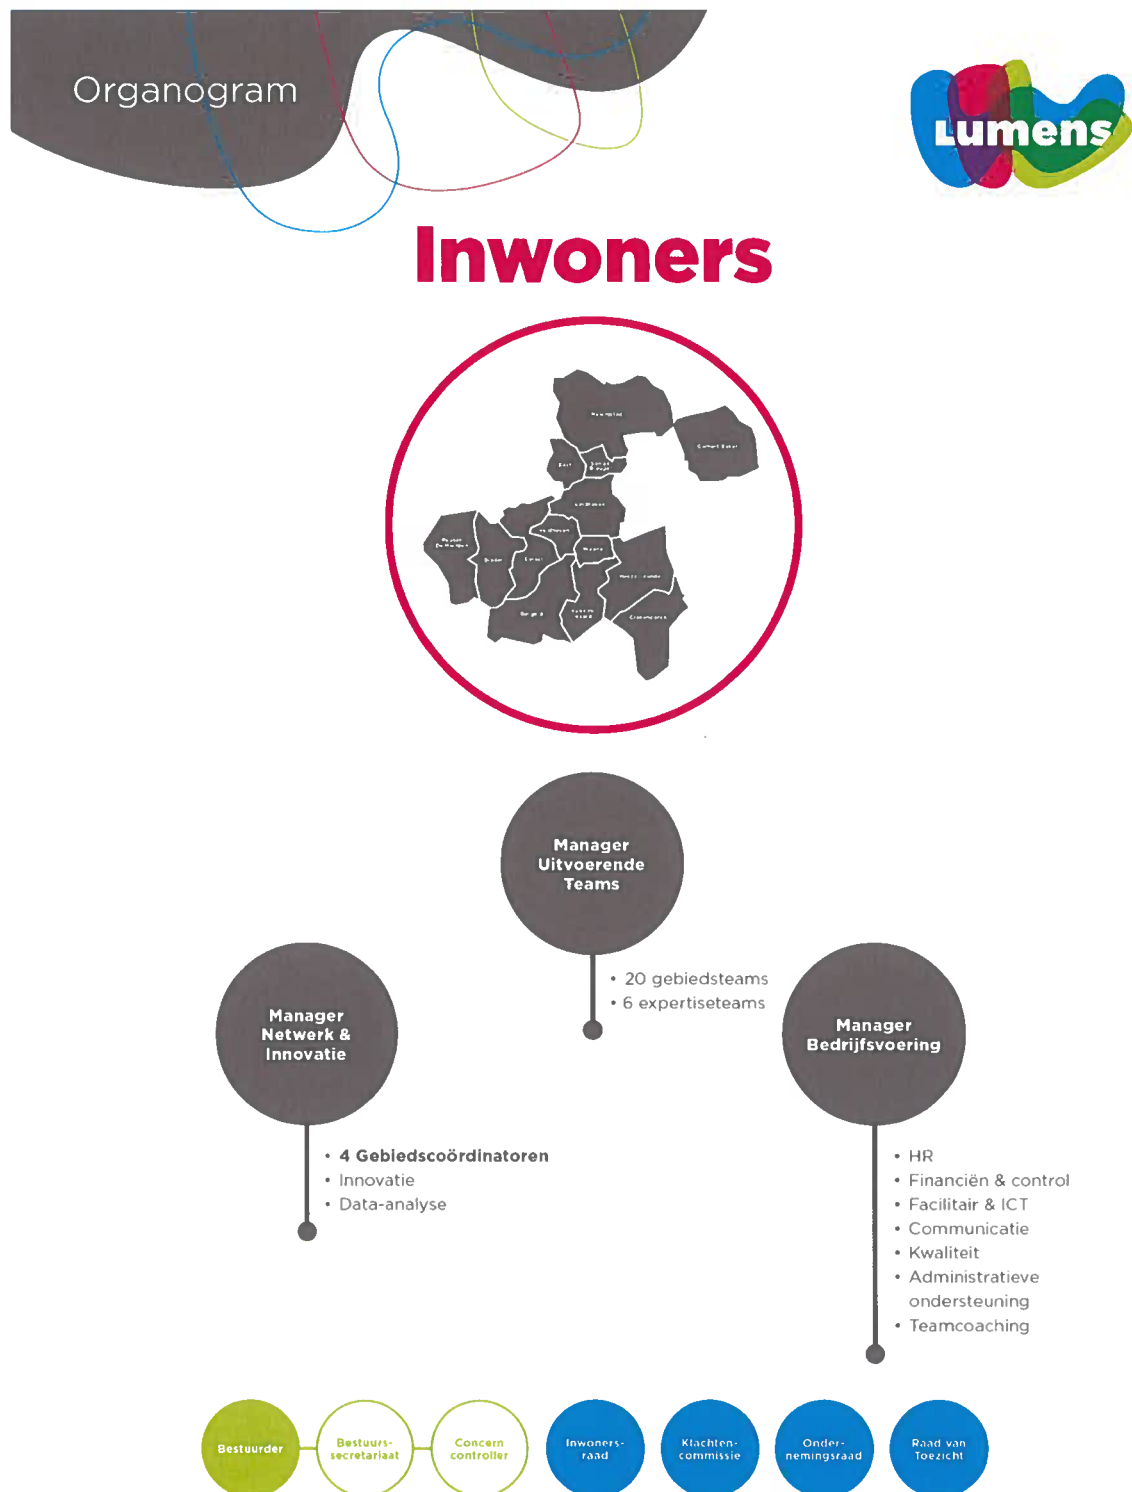 Organogram
Lumens
Inwoners
Manager
Uitvoerende
Teams
• 20 gebiedsteams
• 6 expertiseteams
Manager
Netwerk &
Innovatie
• 4 Gebiedscoördinatoren
• Innovatie
• Data-analyse
Manager
Bedrijfsvoering
• HR
• Financiën & control
• Facilitair & ICT
• Communicatie
• Kwaliteit
• Administratieve
ondersteuning
• Teamcoaching
Bestuurder
Bestuurs-
secretariaat
Concern
controller
Inwoners-
raad
Klachten-
commissie
Onder-
nemingsraad
Raad van
Toezicht